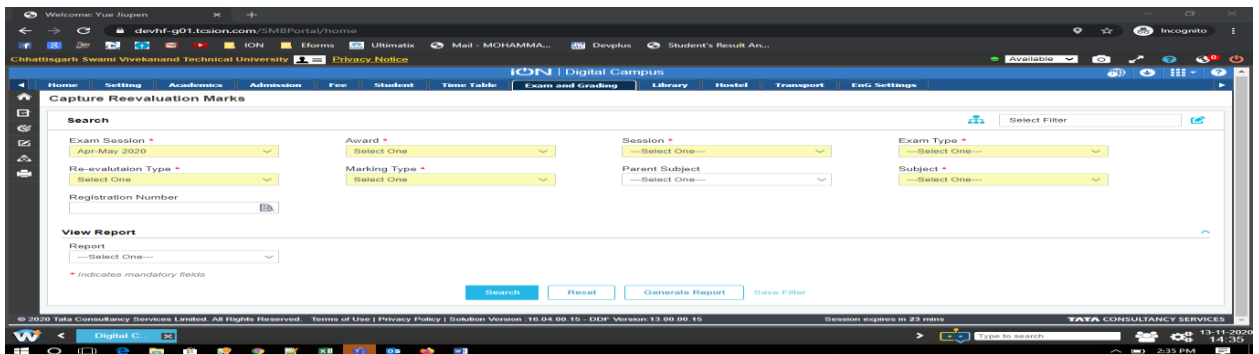 Welcome: Yue Jiupen
devhf-g01.tcsion.com/SMBPortal/home
Incognito
ION Eforms Ultimatix Mail - MOHAMMA... Devplus Student's Result An...
Chhattisgarh Swami Vivekanand Technical University Privacy Notice Available
iON | Digital Campus
Home Setting Academics Admission Fee Student Time Table Exam and Grading Library Hostel Transport EnG Settings
Capture Reevaluation Marks
Search Select Filter
Exam Session * Award * Session * Exam Type *
Apr-May 2020 Select One ---Select One--- ---Select One---
Re-evalutaion Type * Marking Type * Parent Subject Subject *
Select One Select One ---Select One--- ---Select One---
Registration Number
View Report
Report
---Select One---
* Indicates mandatory fields
Search Reset Generate Report Save Filter
© 2020 Tata Consultancy Services Limited. All Rights Reserved. Terms of Use | Privacy Policy | Solution Version :16.04.00.15 - DDF Version:13.00.00.15 Session expires in 23 mins TATA CONSULTANCY SERVICES
Digital C... Type to search 13-11-2020
14:35
2:35 PM